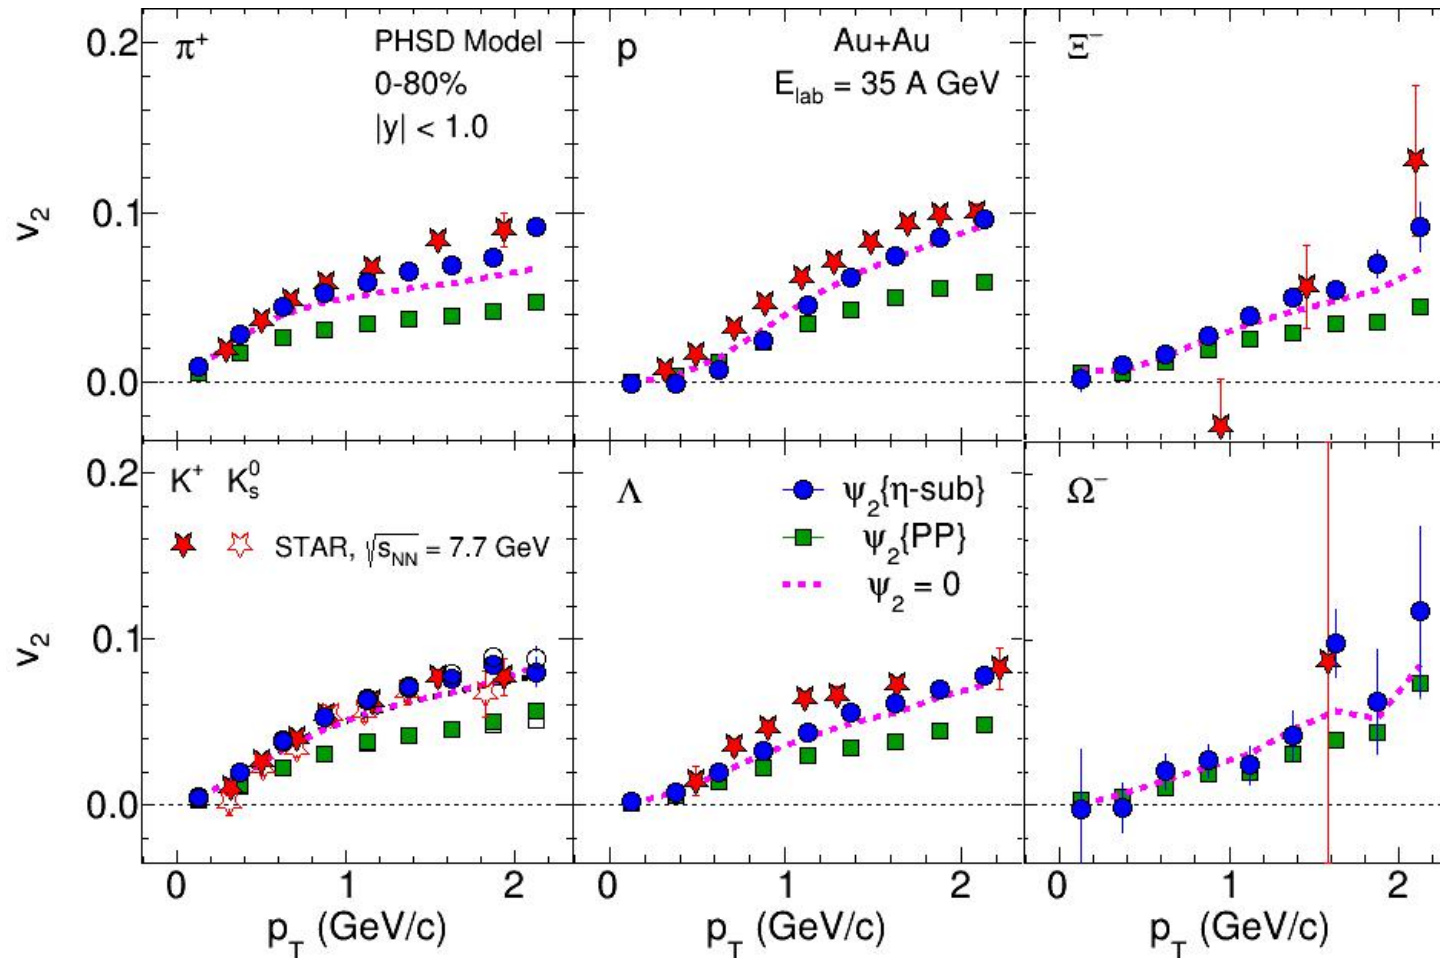 π⁺ PHSD Model
0-80%
|y| < 1.0
p Au+Au
E_lab = 35 A GeV
Ξ⁻
0.2
0.1
0.0
v₂
K⁺ K⁰_s
STAR, √s_NN = 7.7 GeV
Λ
ψ₂{η-sub}
ψ₂{PP}
ψ₂ = 0
Ω⁻
0.2
0.1
0.0
v₂
0 1 2 0 1 2 0 1 2
p_T (GeV/c) p_T (GeV/c) p_T (GeV/c)